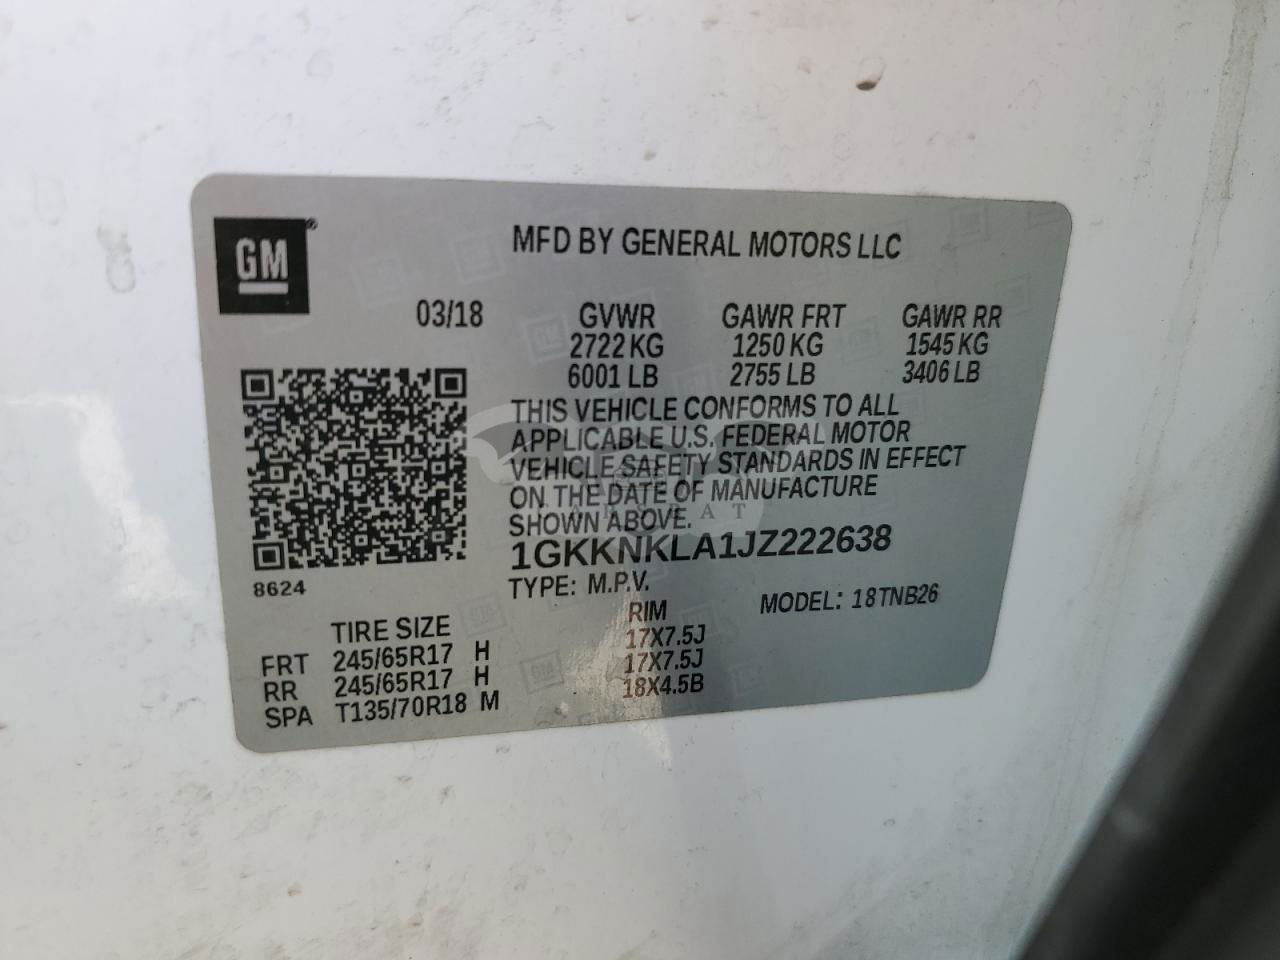 GM®
MFD BY GENERAL MOTORS LLC
03/18 GVWR GAWR FRT GAWR RR
2722 KG 1250 KG 1545 KG
6001 LB 2755 LB 3406 LB
THIS VEHICLE CONFORMS TO ALL
APPLICABLE U.S. FEDERAL MOTOR
VEHICLE SAFETY STANDARDS IN EFFECT
ON THE DATE OF MANUFACTURE
SHOWN ABOVE.
1GKKNKLA1JZ222638
8624
TYPE: M.P.V. MODEL: 18TNB26
TIRE SIZE RIM
FRT 245/65R17 H 17X7.5J
RR 245/65R17 H 17X7.5J
SPA T135/70R18 M 18X4.5B